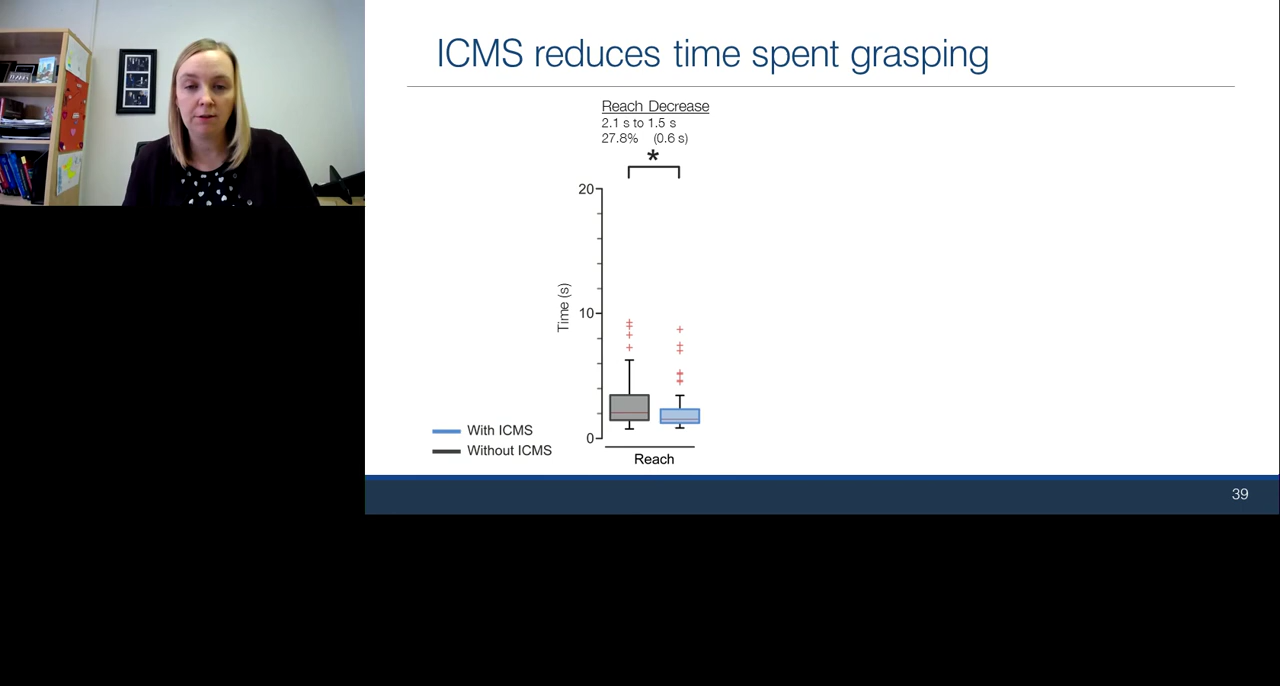 ICMS reduces time spent grasping
Reach Decrease
2.1 s to 1.5 s
27.8% (0.6 s)
*
20
10
0
Time (s)
With ICMS
Without ICMS
Reach
39